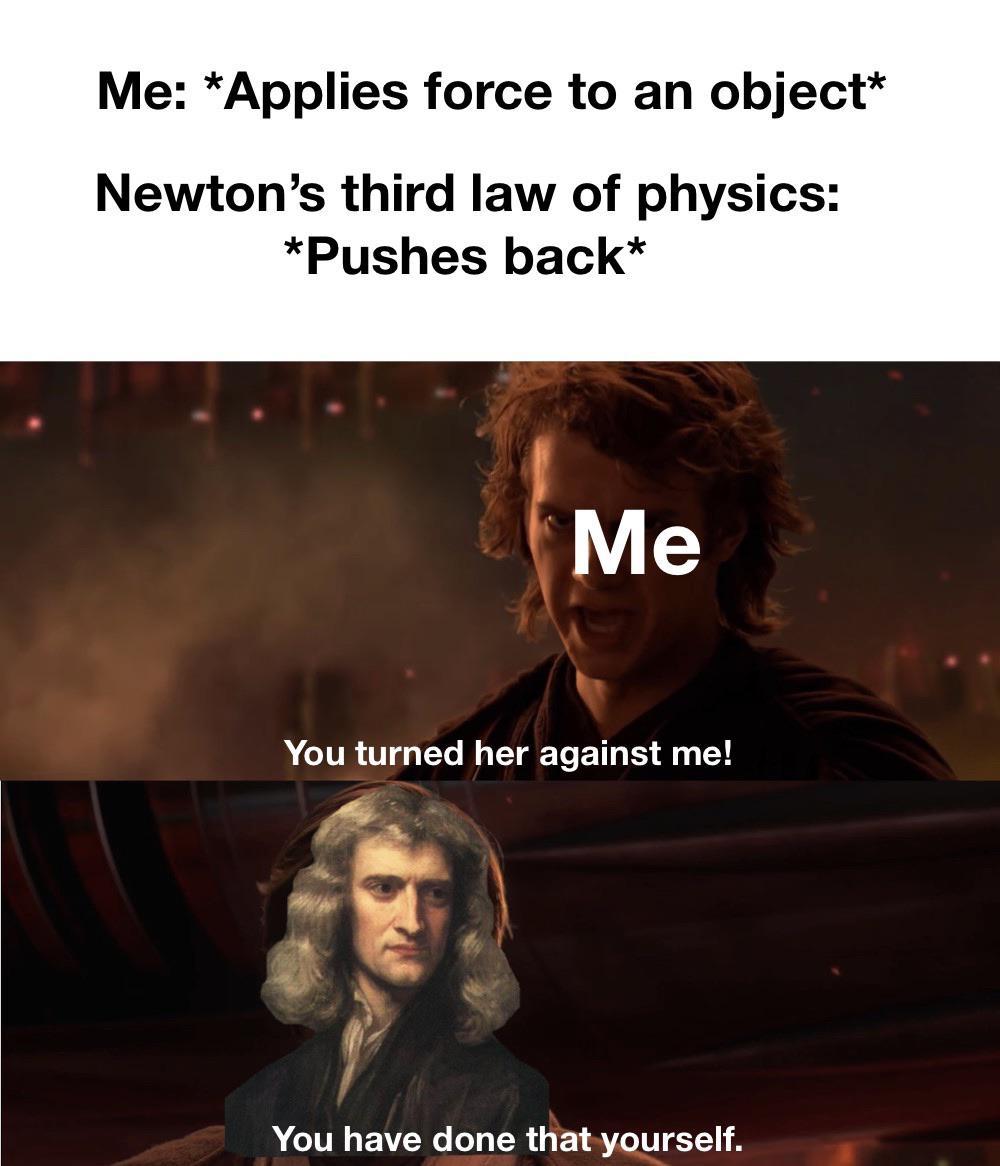 Me: *Applies force to an object*
Newton’s third law of physics:
*Pushes back*
Me
You turned her against me!
You have done that yourself.